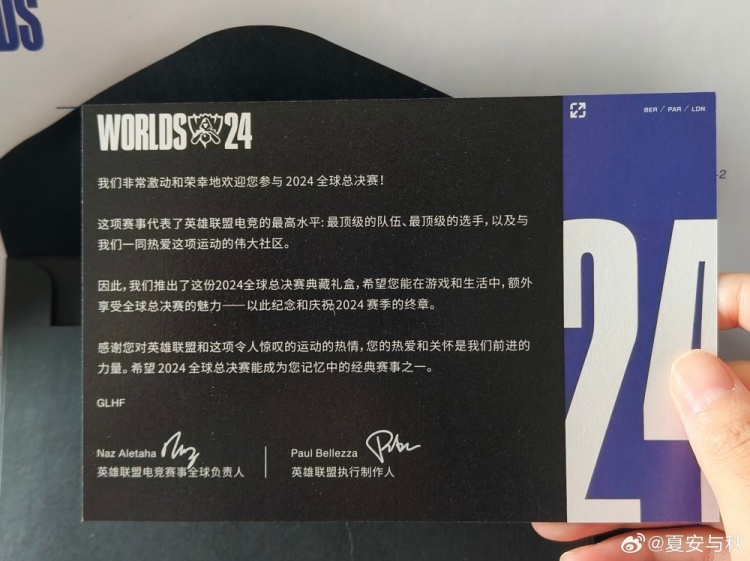 DS
WORLDS 24
BER / PAR / LDN
我们非常激动和荣幸地欢迎您参与 2024 全球总决赛!
这项赛事代表了英雄联盟电竞的最高水平: 最顶级的队伍、最顶级的选手，以及与
我们一同热爱这项运动的伟大社区。
因此，我们推出了这份2024全球总决赛典藏礼盒，希望您能在游戏和生活中，额外
享受全球总决赛的魅力——以此纪念和庆祝 2024 赛季的终章。
感谢您对英雄联盟和这项令人惊叹的运动的热情，您的热爱和关怀是我们前进的
力量。希望 2024 全球总决赛能成为您记忆中的经典赛事之一。
GLHF
Naz Aletaha
英雄联盟电竞赛事全球负责人
Paul Bellezza
英雄联盟执行制作人
24
-2
@夏安与秋